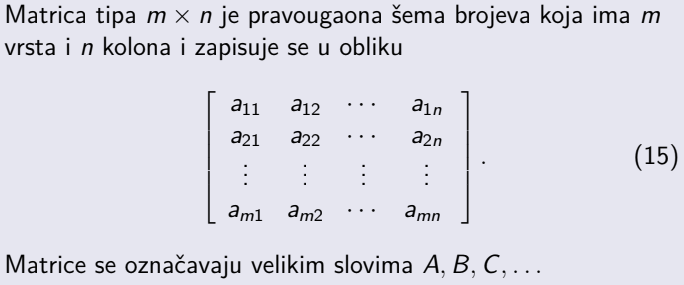 Matrica tipa m × n je pravougaona šema brojeva koja ima m
vrsta i n kolona i zapisuje se u obliku
a₁₁ a₁₂ ⋯ a₁ₙ
a₂₁ a₂₂ ⋯ a₂ₙ
⋮ ⋮ ⋮ ⋮ . (15)
aₘ₁ aₘ₂ ⋯ aₘₙ
Matrice se označavaju velikim slovima A, B, C, …